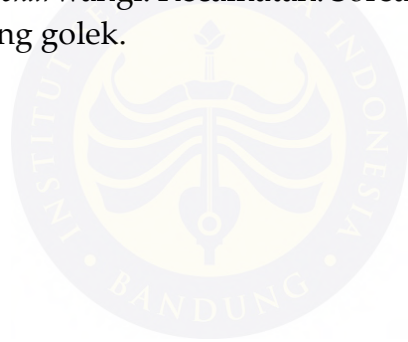 Wangi. Kecamatan.
ng golek.
INSTITUT INDONESIA
• BANDUNG •